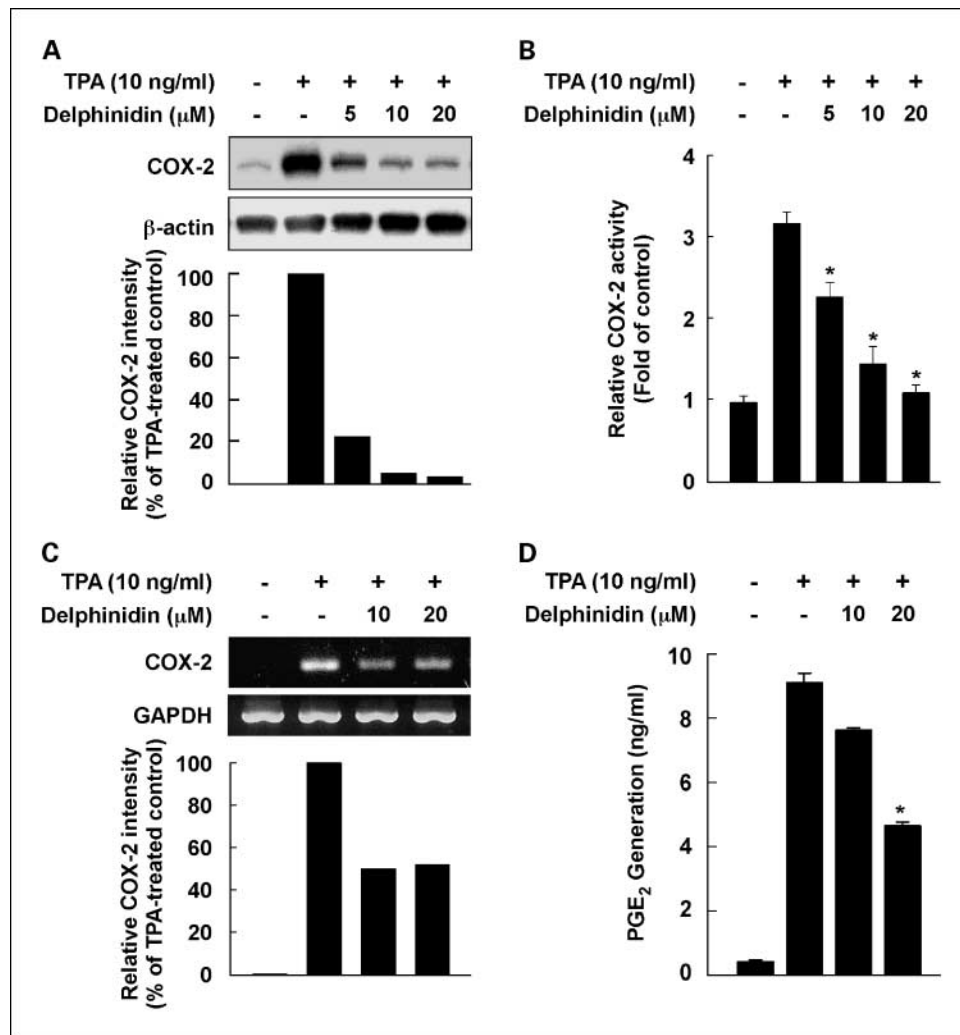 A
TPA (10 ng/ml) - + + + +
Delphinidin (μM) - - 5 10 20
COX-2
β-actin
Relative COX-2 intensity
(% of TPA-treated control)
100
80
60
40
20
0
B
TPA (10 ng/ml) - + + + +
Delphinidin (μM) - - 5 10 20
Relative COX-2 activity
(Fold of control)
4
3
2
1
0
* * *
C
TPA (10 ng/ml) - + + +
Delphinidin (μM) - - 10 20
COX-2
GAPDH
Relative COX-2 intensity
(% of TPA-treated control)
100
80
60
40
20
0
D
TPA (10 ng/ml) - + + +
Delphinidin (μM) - - 10 20
PGE₂ Generation (ng/ml)
10
8
6
4
2
0
*